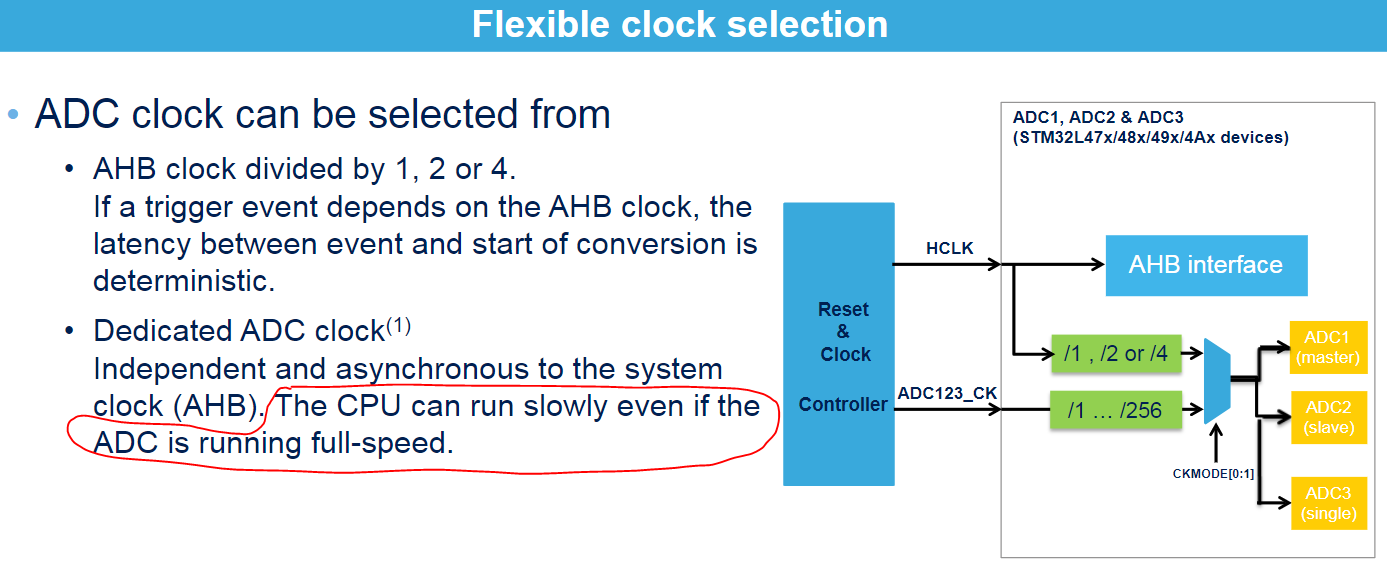 Flexible clock selection
• ADC clock can be selected from
• AHB clock divided by 1, 2 or 4.
If a trigger event depends on the AHB clock, the
latency between event and start of conversion is
deterministic.
• Dedicated ADC clock(1)
Independent and asynchronous to the system
clock (AHB). The CPU can run slowly even if the
ADC is running full-speed.
ADC1, ADC2 & ADC3
(STM32L47x/48x/49x/4Ax devices)
Reset
&
Clock
Controller
HCLK
AHB interface
/1 , /2 or /4
ADC123_CK
/1 … /256
CKMODE[0:1]
ADC1
(master)
ADC2
(slave)
ADC3
(single)